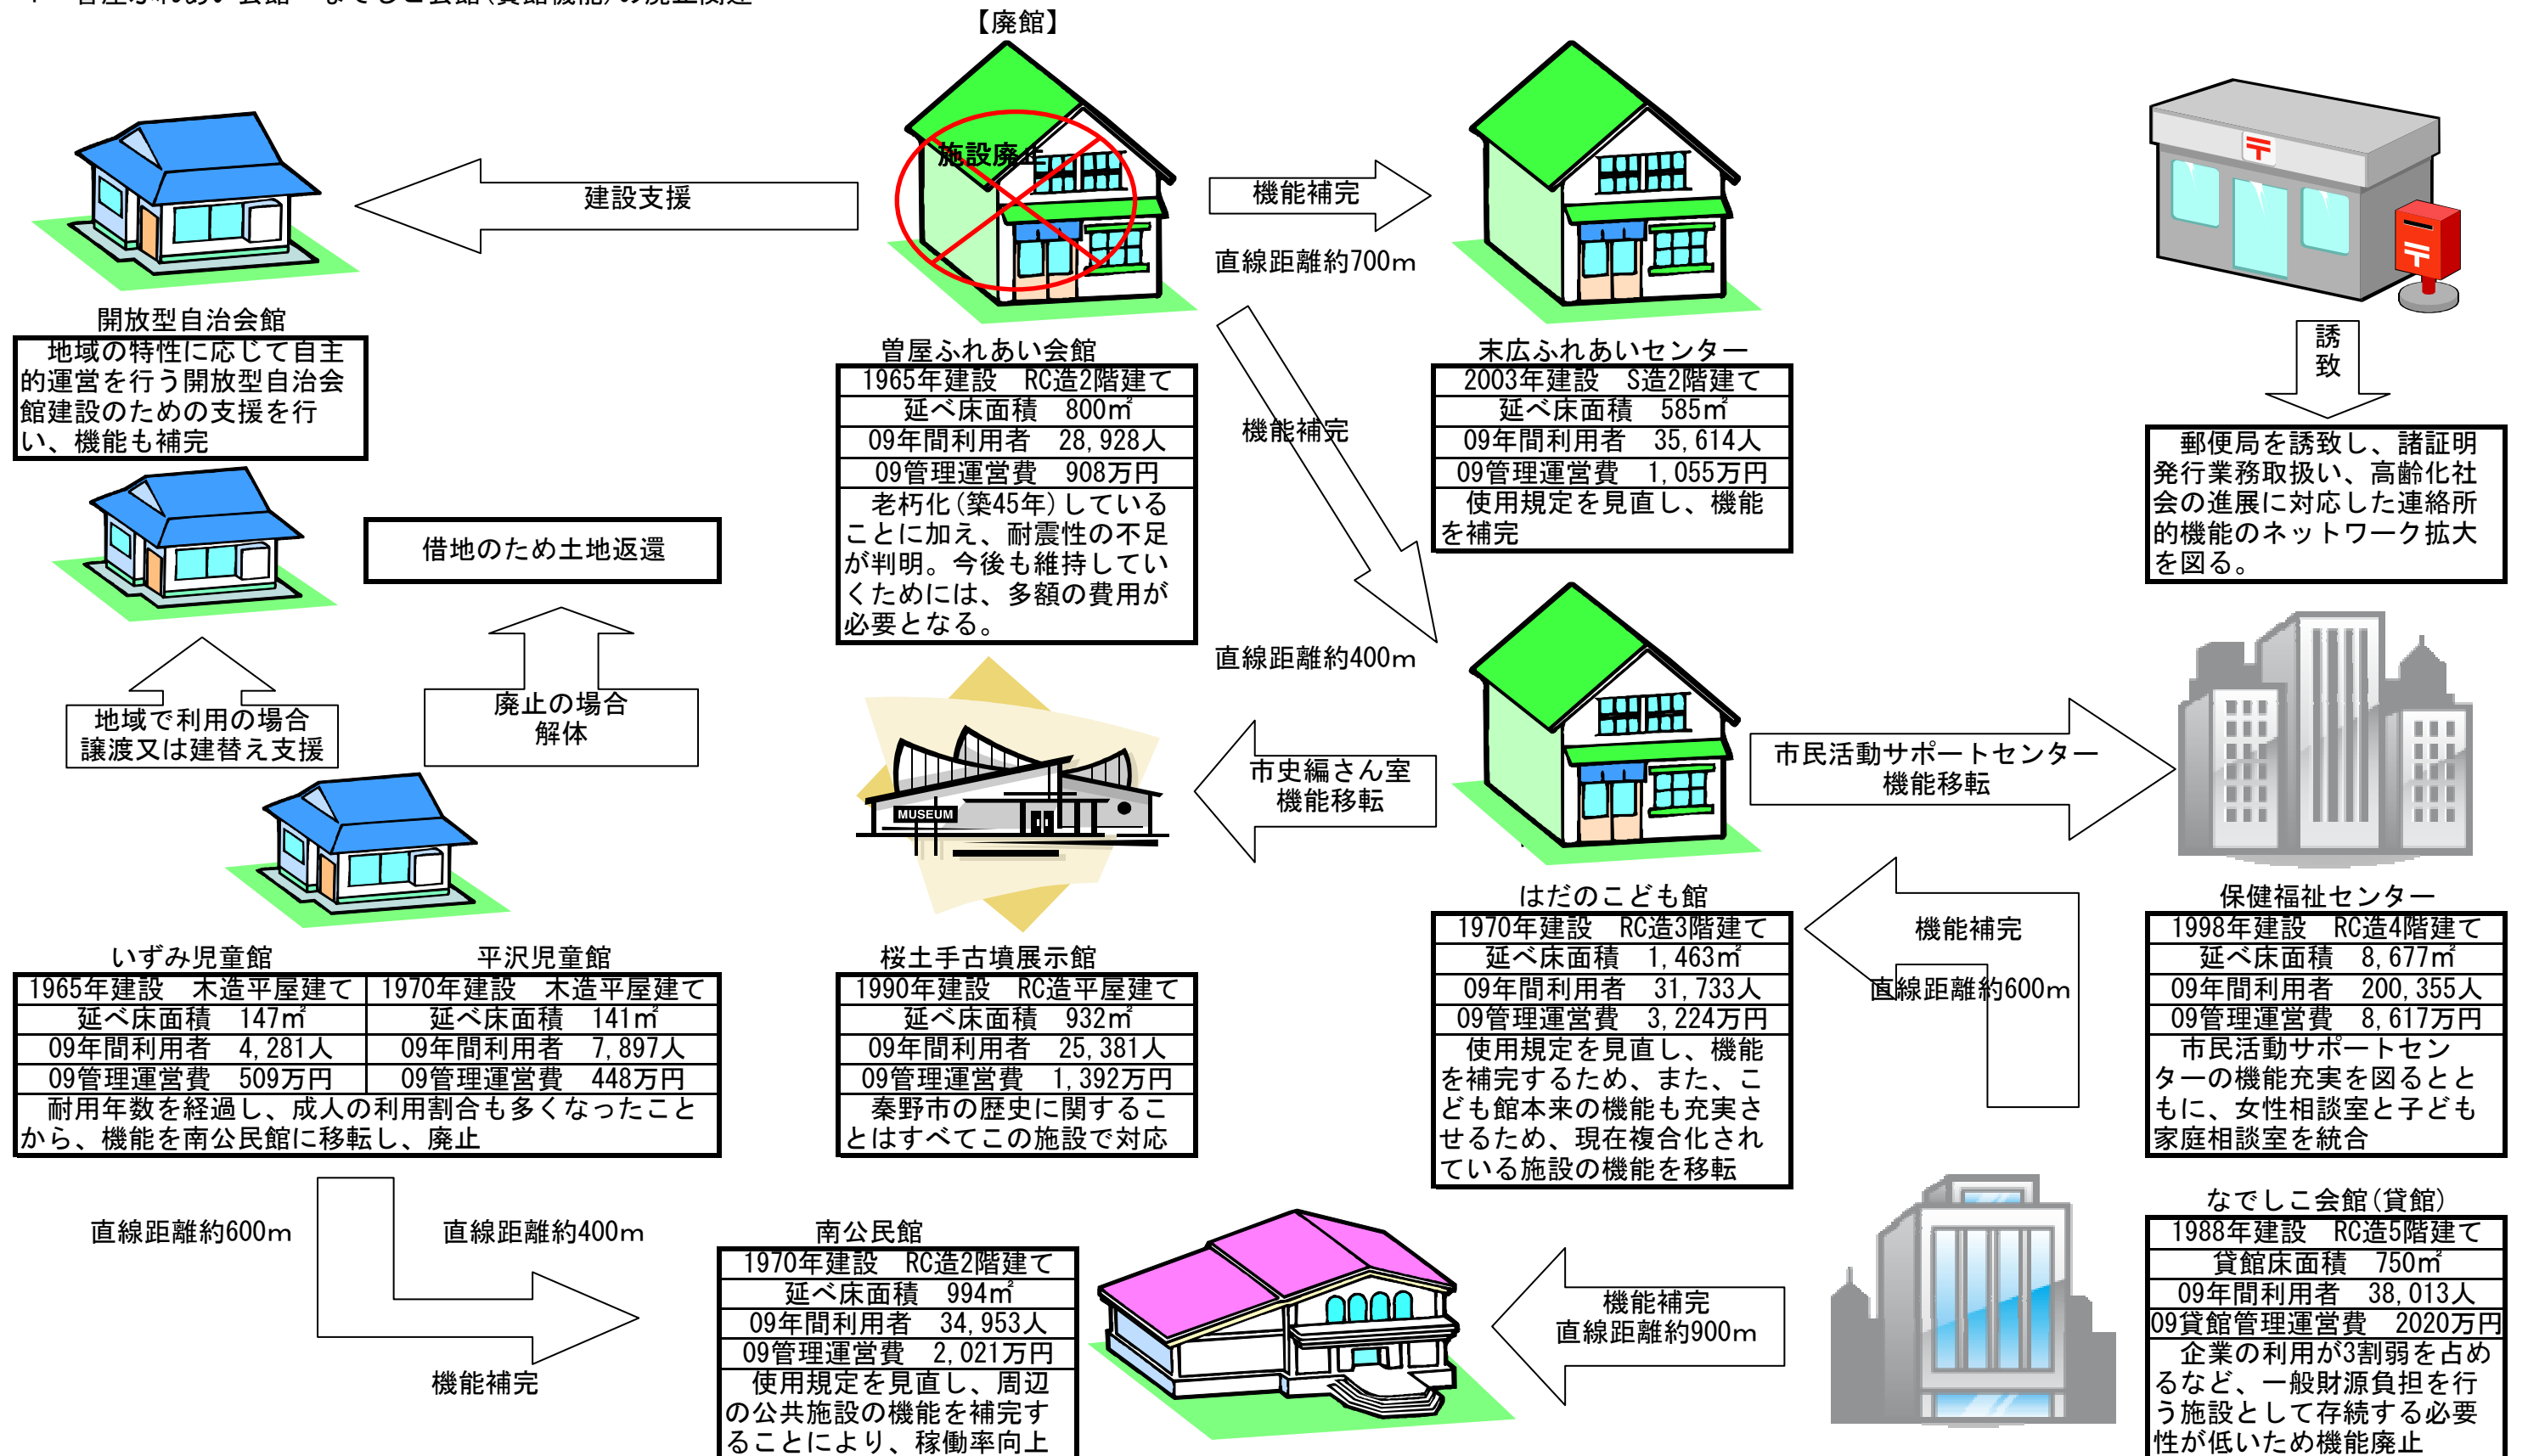 曽屋ふれあい会館・なでしこ会館(貸館機能)の廃止関連
【廃館】
施設廃止
建設支援
機能補完
直線距離約700m
開放型自治会館
地域の特性に応じて自主
的運営を行う開放型自治会
館建設のための支援を行
い、機能も補完
曽屋ふれあい会館
1965年建設 RC造2階建て
延べ床面積 800㎡
09年間利用者 28,928人
09管理運営費 908万円
老朽化(築45年)している
ことに加え、耐震性の不足
が判明。今後も維持してい
くためには、多額の費用が
必要となる。
機能補完
直線距離約400m
末広ふれあいセンター
2003年建設 S造2階建て
延べ床面積 585㎡
09年間利用者 35,614人
09管理運営費 1,055万円
使用規定を見直し、機能
を補完
誘
致
郵便局を誘致し、諸証明
発行業務取扱い、高齢化社
会の進展に対応した連絡所
的機能のネットワーク拡大
を図る。
借地のため土地返還
地域で利用の場合
譲渡又は建替え支援
廃止の場合
解体
MUSEUM
市史編さん室
機能移転
市民活動サポートセンター
機能移転
いずみ児童館
1965年建設 木造平屋建て
延べ床面積 147㎡
09年間利用者 4,281人
09管理運営費 509万円
平沢児童館
1970年建設 木造平屋建て
延べ床面積 141㎡
09年間利用者 7,897人
09管理運営費 448万円
耐用年数を経過し、成人の利用割合も多くなったこと
から、機能を南公民館に移転し、廃止
桜土手古墳展示館
1990年建設 RC造平屋建て
延べ床面積 932㎡
09年間利用者 25,381人
09管理運営費 1,392万円
秦野市の歴史に関するこ
とはすべてこの施設で対応
はだのこども館
1970年建設 RC造3階建て
延べ床面積 1,463㎡
09年間利用者 31,733人
09管理運営費 3,224万円
使用規定を見直し、機能
を補完するため、また、こ
ども館本来の機能も充実さ
せるため、現在複合化され
ている施設の機能を移転
機能補完
直線距離約600m
保健福祉センター
1998年建設 RC造4階建て
延べ床面積 8,677㎡
09年間利用者 200,355人
09管理運営費 8,617万円
市民活動サポートセン
ターの機能充実を図るとと
もに、女性相談室と子ども
家庭相談室を統合
直線距離約600m
直線距離約400m
機能補完
南公民館
1970年建設 RC造2階建て
延べ床面積 994㎡
09年間利用者 34,953人
09管理運営費 2,021万円
使用規定を見直し、周辺
の公共施設の機能を補完す
ることにより、稼働率向上
機能補完
直線距離約900m
なでしこ会館(貸館)
1988年建設 RC造5階建て
貸館床面積 750㎡
09年間利用者 38,013人
09貸館管理運営費 2020万円
企業の利用が3割弱を占め
るなど、一般財源負担を行
う施設として存続する必要
性が低いため機能廃止